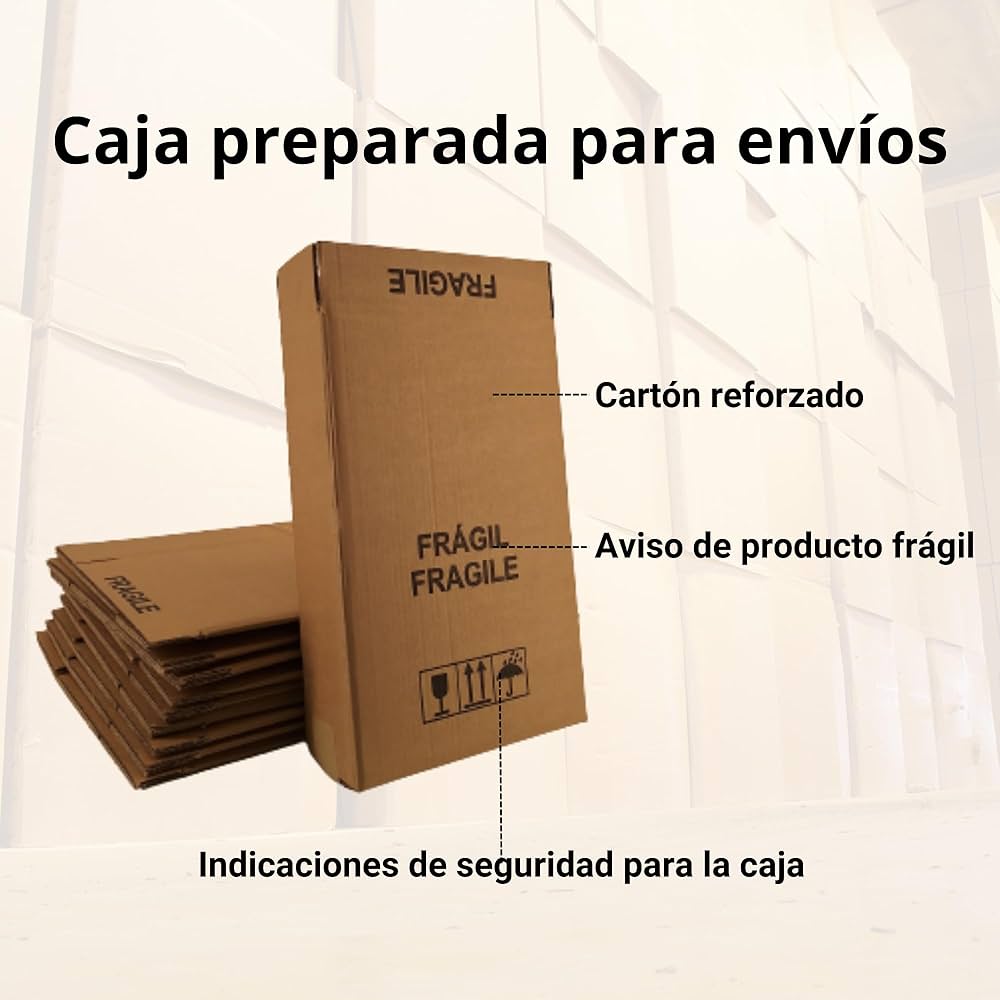 Caja preparada para envíos
FRAGILE
Cartón reforzado
FRÁGIL
FRAGILE
Aviso de producto frágil
FRAGILE
Indicaciones de seguridad para la caja